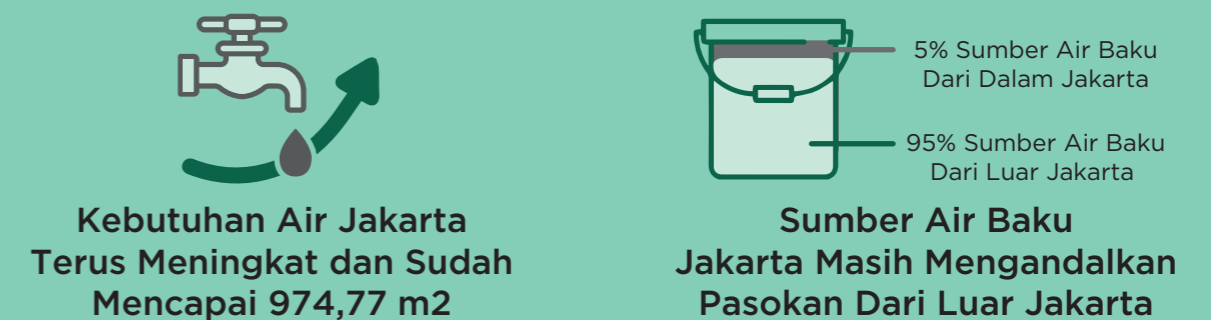 Kebutuhan Air Jakarta
Terus Meningkat dan Sudah
Mencapai 974,77 m2
5% Sumber Air Baku
Dari Dalam Jakarta
95% Sumber Air Baku
Dari Luar Jakarta
Sumber Air Baku
Jakarta Masih Mengandalkan
Pasokan Dari Luar Jakarta